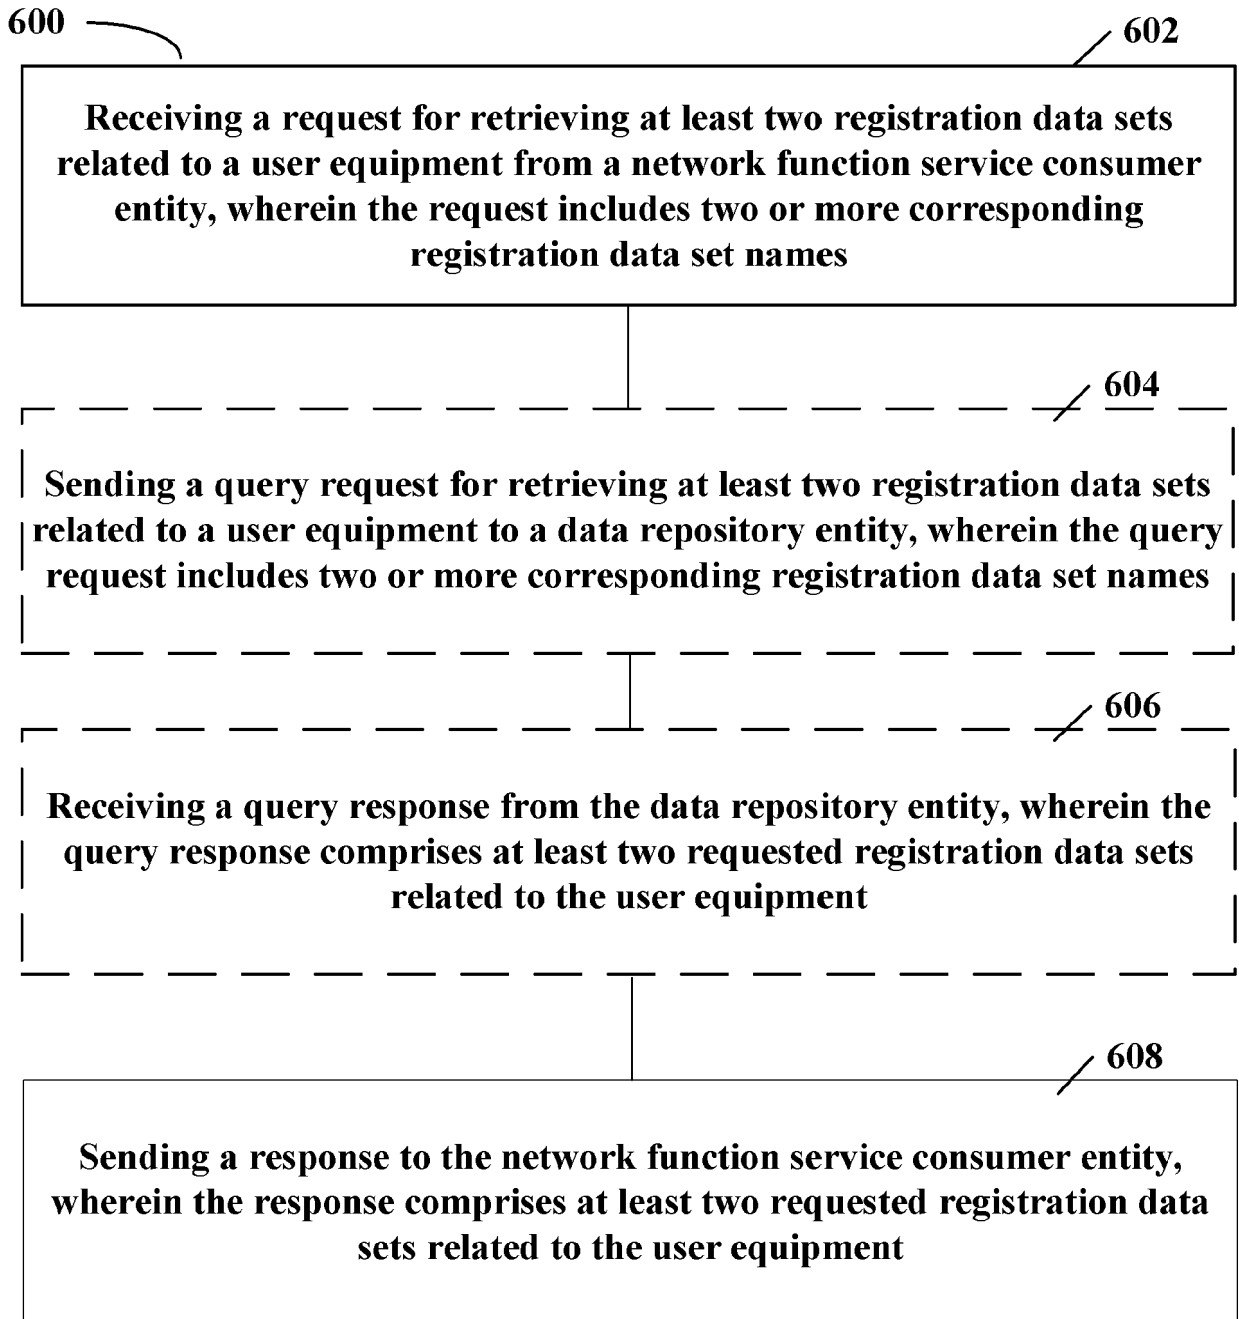 600
602
Receiving a request for retrieving at least two registration data sets
related to a user equipment from a network function service consumer
entity, wherein the request includes two or more corresponding
registration data set names
604
Sending a query request for retrieving at least two registration data sets
related to a user equipment to a data repository entity, wherein the query
request includes two or more corresponding registration data set names
606
Receiving a query response from the data repository entity, wherein the
query response comprises at least two requested registration data sets
related to the user equipment
608
Sending a response to the network function service consumer entity,
wherein the response comprises at least two requested registration data
sets related to the user equipment